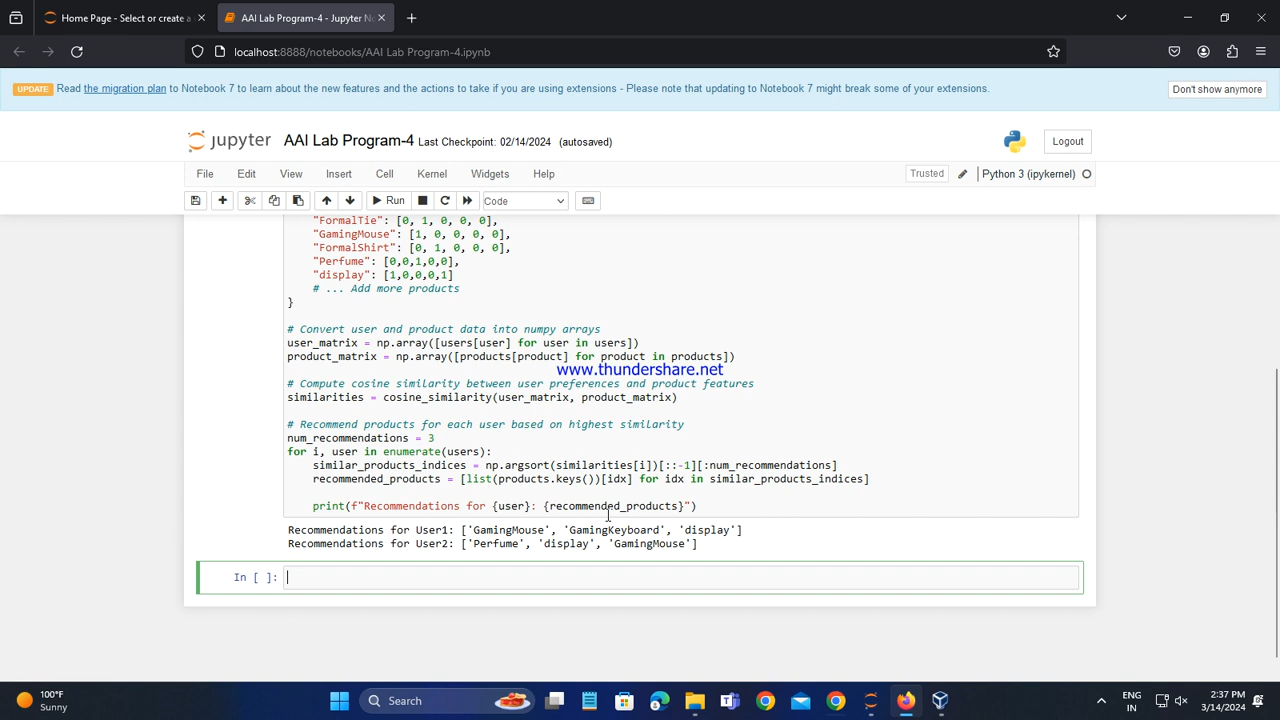 Home Page - Select or create a
AAI Lab Program-4 - Jupyter No
localhost:8888/notebooks/AAI Lab Program-4.ipynb
UPDATE Read the migration plan to Notebook 7 to learn about the new features and the actions to take if you are using extensions - Please note that updating to Notebook 7 might break some of your extensions. Don't show anymore
jupyter AAI Lab Program-4 Last Checkpoint: 02/14/2024 (autosaved) Logout
File Edit View Insert Cell Kernel Widgets Help Trusted Python 3 (ipykernel)
Run Code
"FormalTie": [0, 1, 0, 0, 0],
"GamingMouse": [1, 0, 0, 0, 0],
"FormalShirt": [0, 1, 0, 0, 0],
"Perfume": [0,0,1,0,0],
"display": [1,0,0,0,1]
# ... Add more products
}
# Convert user and product data into numpy arrays
user_matrix = np.array([users[user] for user in users])
product_matrix = np.array([products[product] for product in products])
www.thundershare.net
# Compute cosine similarity between user preferences and product features
similarities = cosine_similarity(user_matrix, product_matrix)
# Recommend products for each user based on highest similarity
num_recommendations = 3
for i, user in enumerate(users):
similar_products_indices = np.argsort(similarities[i])[::-1][:num_recommendations]
recommended_products = [list(products.keys())[idx] for idx in similar_products_indices]
print(f"Recommendations for {user}: {recommended_products}")
Recommendations for User1: ['GamingMouse', 'GamingKeyboard', 'display']
Recommendations for User2: ['Perfume', 'display', 'GamingMouse']
In [ ]:
100°F
Sunny
Search
ENG
IN
2:37 PM
3/14/2024